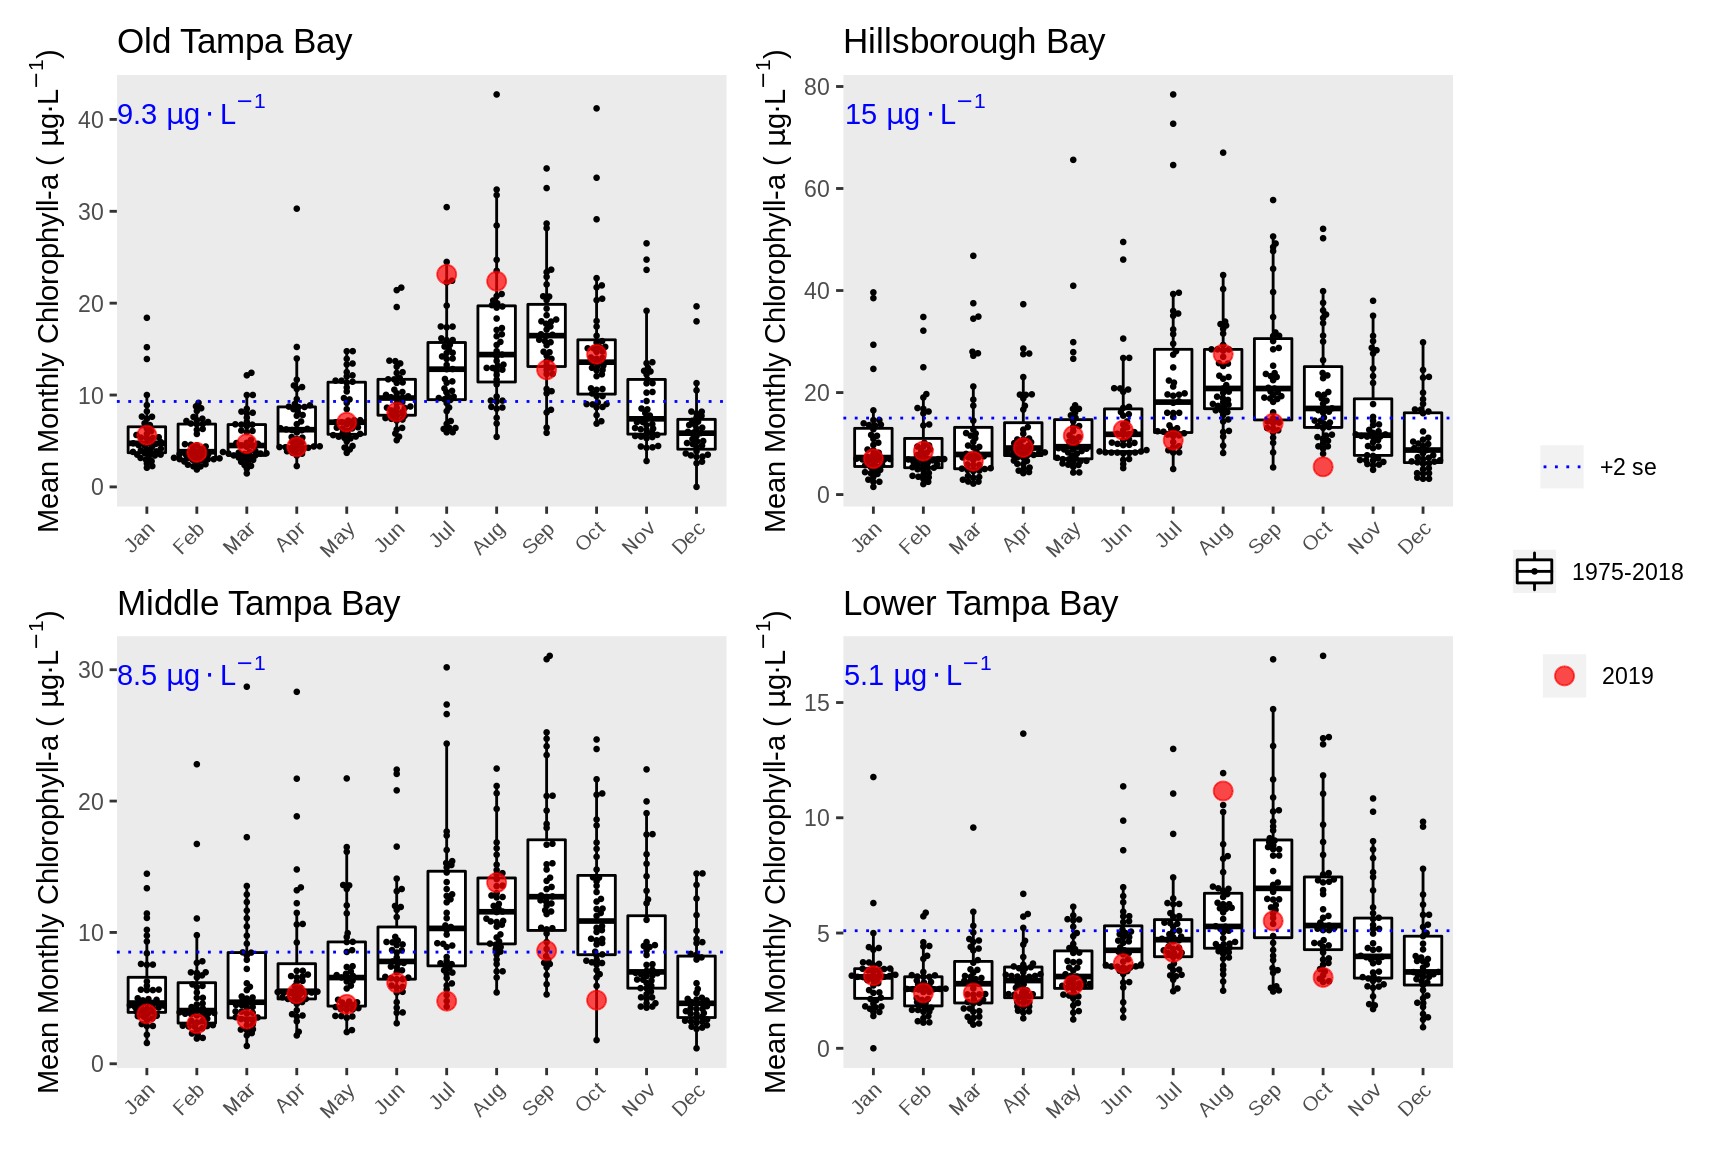 Old Tampa Bay
Mean Monthly Chlorophyll-a ( µg·L−1)
9.3 µg · L−1
40
30
20
10
0
Jan Feb Mar Apr May Jun Jul Aug Sep Oct Nov Dec
Hillsborough Bay
Mean Monthly Chlorophyll-a ( µg·L−1)
15 µg · L−1
80
60
40
20
0
Jan Feb Mar Apr May Jun Jul Aug Sep Oct Nov Dec
Middle Tampa Bay
Mean Monthly Chlorophyll-a ( µg·L−1)
8.5 µg · L−1
30
20
10
0
Jan Feb Mar Apr May Jun Jul Aug Sep Oct Nov Dec
Lower Tampa Bay
Mean Monthly Chlorophyll-a ( µg·L−1)
5.1 µg · L−1
15
10
5
0
Jan Feb Mar Apr May Jun Jul Aug Sep Oct Nov Dec
+2 se
1975-2018
2019